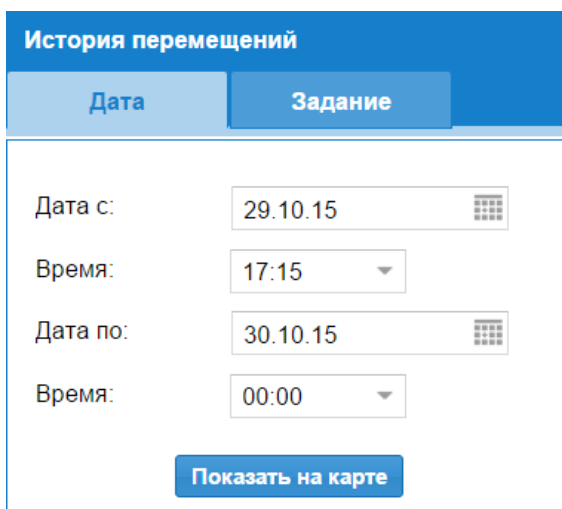 История перемещений
Дата Задание
Дата с: 29.10.15
Время: 17:15
Дата по: 30.10.15
Время: 00:00
Показать на карте